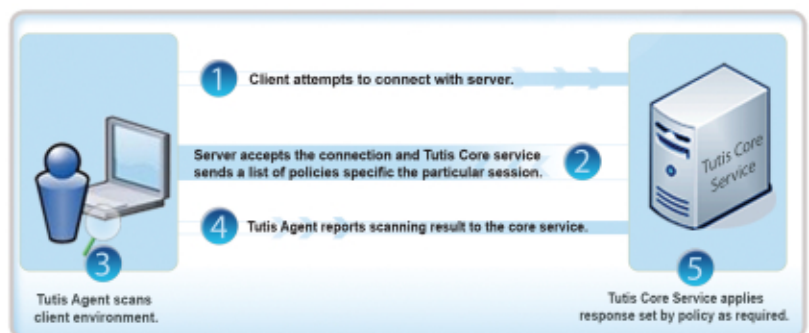 1
Client attempts to connect with server.
Server accepts the connection and Tutis Core service
sends a list of policies specific the particular session.
2
4
Tutis Agent reports scanning result to the core service.
3
Tutis Agent scans
client environment.
Tutis Core
Service
5
Tutis Core Service applies
response set by policy as required.